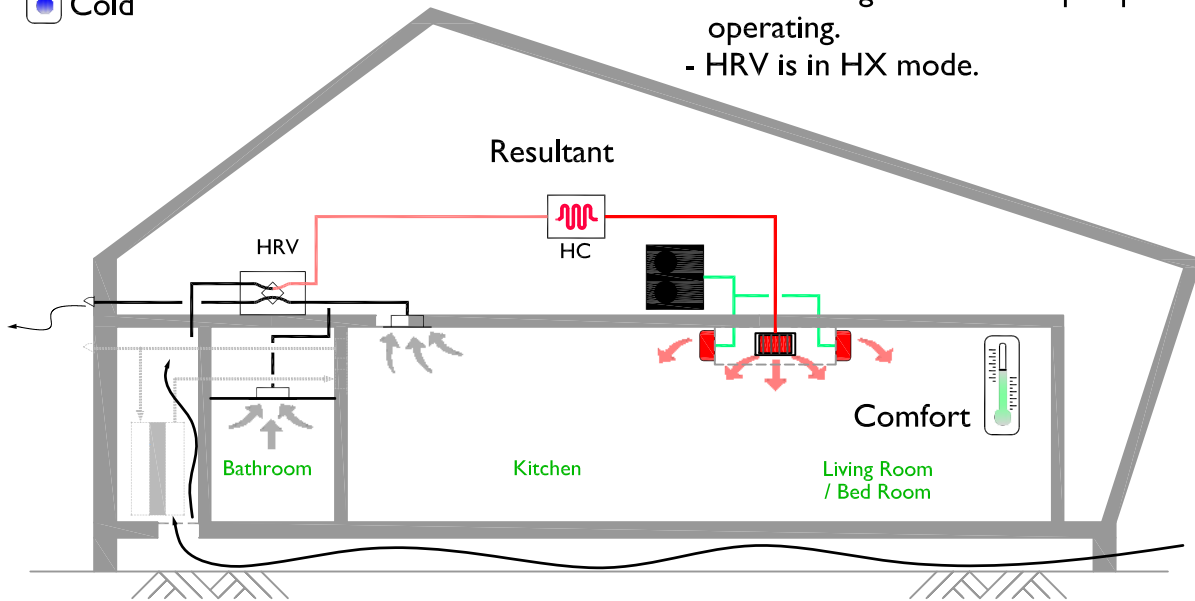 Cold
operating.
- HRV is in HX mode.
Resultant
HRV
HC
Comfort
Bathroom
Kitchen
Living Room
/ Bed Room